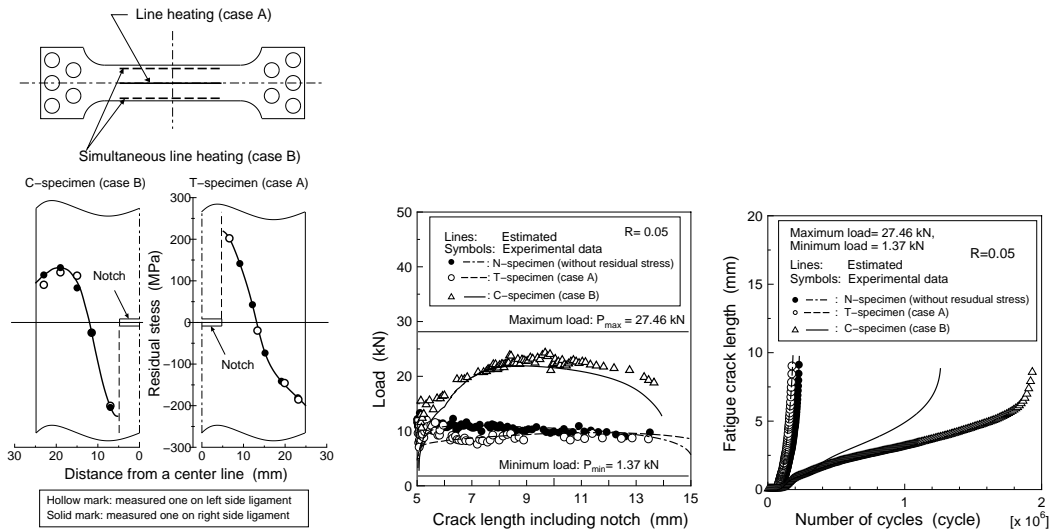 Line heating (case A)
Simultaneous line heating (case B)
C−specimen (case B)
T−specimen (case A)
300
200
100
0
−100
−200
−300
Residual stress (MPa)
Notch
Notch
30 20 10 0
0 10 20 30
Distance from a center line (mm)
Hollow mark: measured one on left side ligament
Solid mark: measured one on right side ligament
50
40
30
20
10
0
Load (kN)
Lines: Estimated
Symbols: Experimental data
R= 0.05
: N−specimen (without residual stress)
: T−specimen (case A)
: C−specimen (case B)
Maximum load: Pmax = 27.46 kN
Minimum load: Pmin = 1.37 kN
5 7 9 11 13 15
Crack length including notch (mm)
20
15
10
5
0
Fatigue crack length (mm)
Maximum load= 27.46 kN,
Minimum load = 1.37 kN
Lines: Estimated
Symbols: Experimental data
R=0.05
: N−specimen (without resudual stress)
: T−specimen (case A)
: C−specimen (case B)
0 1 2
Number of cycles (cycle) [x 10⁶]